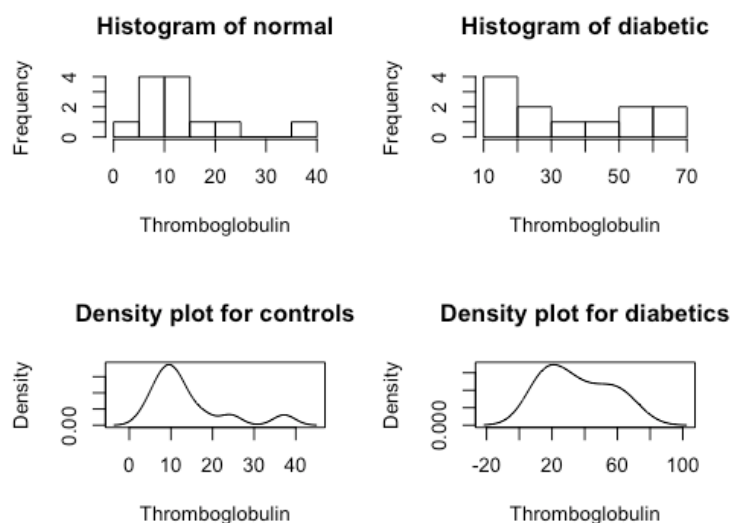 Histogram of normal
Frequency
0 2 4
0 10 20 30 40
Thromboglobulin
Histogram of diabetic
Frequency
0 2 4
10 30 50 70
Thromboglobulin
Density plot for controls
Density
0.00
0 10 20 30 40
Thromboglobulin
Density plot for diabetics
Density
0.000
-20 20 60 100
Thromboglobulin